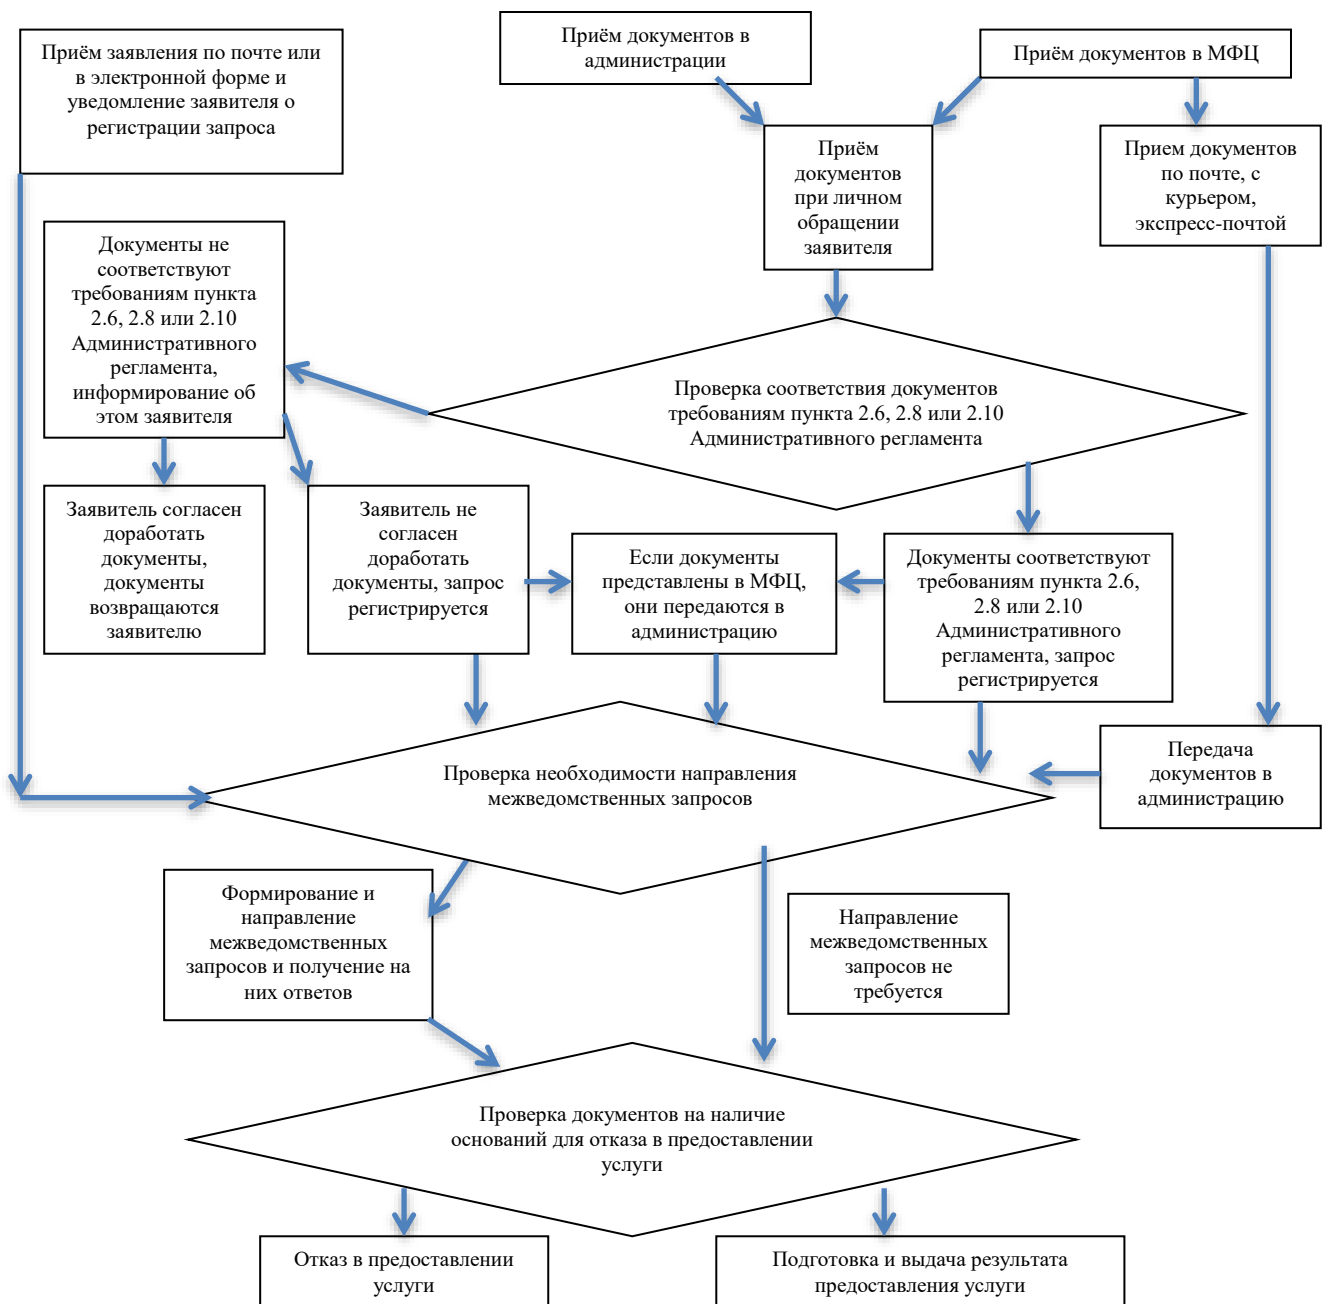 Приём заявления по почте или
в электронной форме и
уведомление заявителя о
регистрации запроса
Приём документов в
администрации
Приём документов в МФЦ
Приём
документов
при личном
обращении
заявителя
Прием документов
по почте, с
курьером,
экспресс-почтой
Документы не
соответствуют
требованиям пункта
2.6, 2.8 или 2.10
Административного
регламента,
информирование об
этом заявителя
Проверка соответствия документов
требованиям пункта 2.6, 2.8 или 2.10
Административного регламента
Заявитель согласен
доработать
документы,
документы
возвращаются
заявителю
Заявитель не
согласен
доработать
документы, запрос
регистрируется
Если документы
представлены в МФЦ,
они передаются в
администрацию
Документы соответствуют
требованиям пункта 2.6,
2.8 или 2.10
Административного
регламента, запрос
регистрируется
Проверка необходимости направления
межведомственных запросов
Передача
документов в
администрацию
Формирование и
направление
межведомственных
запросов и получение на
них ответов
Направление
межведомственных
запросов не
требуется
Проверка документов на наличие
оснований для отказа в предоставлении
услуги
Отказ в предоставлении
услуги
Подготовка и выдача результата
предоставления услуги